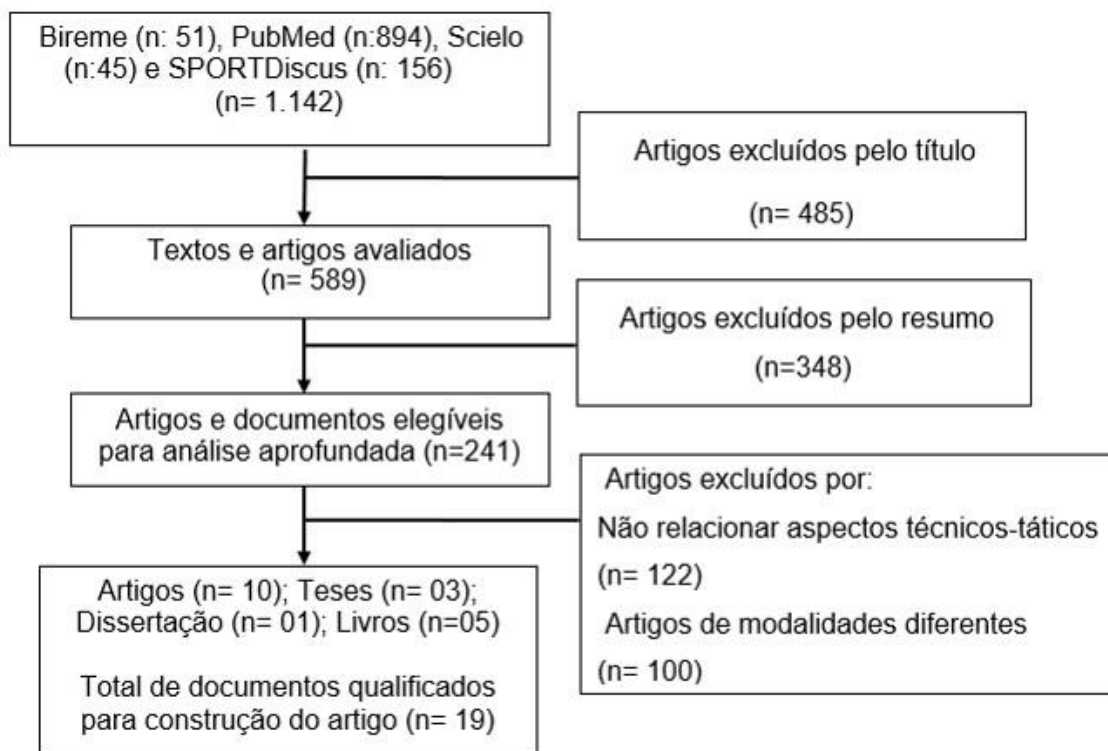 Bireme (n: 51), PubMed (n:894), Scielo
(n:45) e SPORTDiscus (n: 156)
(n= 1.142)
Artigos excluídos pelo título
(n= 485)
Textos e artigos avaliados
(n= 589)
Artigos excluídos pelo resumo
(n=348)
Artigos e documentos elegíveis
para análise aprofundada (n=241)
Artigos excluídos por:
Não relacionar aspectos técnicos-táticos
(n= 122)
Artigos de modalidades diferentes
(n= 100)
Artigos (n= 10); Teses (n= 03);
Dissertação (n= 01); Livros (n=05)
Total de documentos qualificados
para construção do artigo (n= 19)